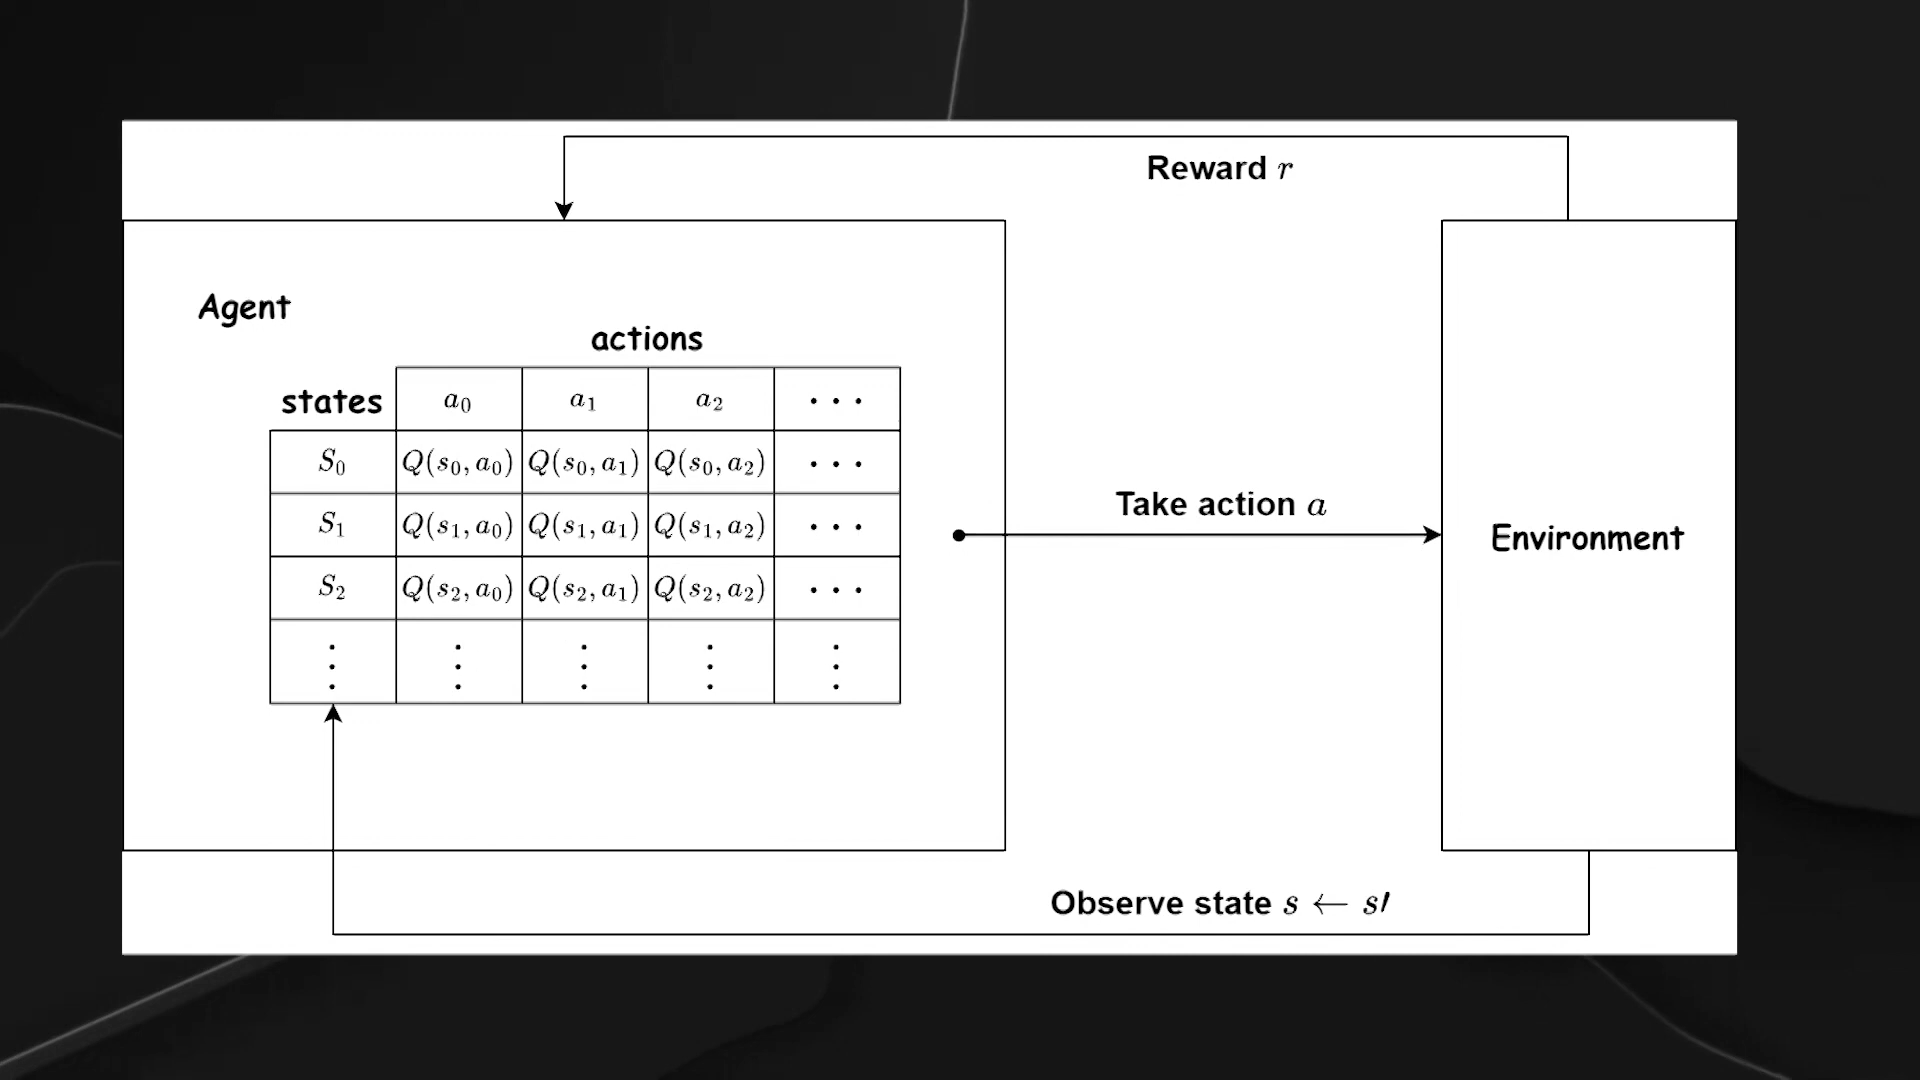 Reward r
Agent
actions
states a₀ a₁ a₂ · · ·
S₀ Q(s₀, a₀) Q(s₀, a₁) Q(s₀, a₂) · · ·
S₁ Q(s₁, a₀) Q(s₁, a₁) Q(s₁, a₂) · · ·
S₂ Q(s₂, a₀) Q(s₂, a₁) Q(s₂, a₂) · · ·
⋮ ⋮ ⋮ ⋮ ⋮
Take action a
Environment
Observe state s ← s′